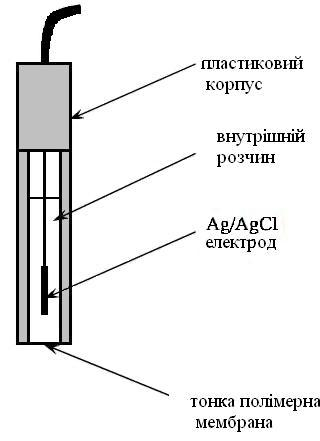 пластиковий
корпус
внутрішній
розчин
Ag/AgCl
електрод
тонка полімерна
мембрана